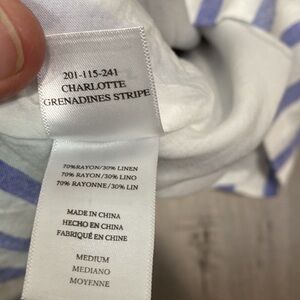 201-115-241
CHARLOTTE
GRENADINES STRIPE
70%RAYON/30% LINEN
70% RAYON/30% LINO
70% RAYONNE/30% LIN
MADE IN CHINA
HECHO EN CHINA
FABRIQUÉ EN CHINE
MEDIUM
MEDIANO
MOYENNE